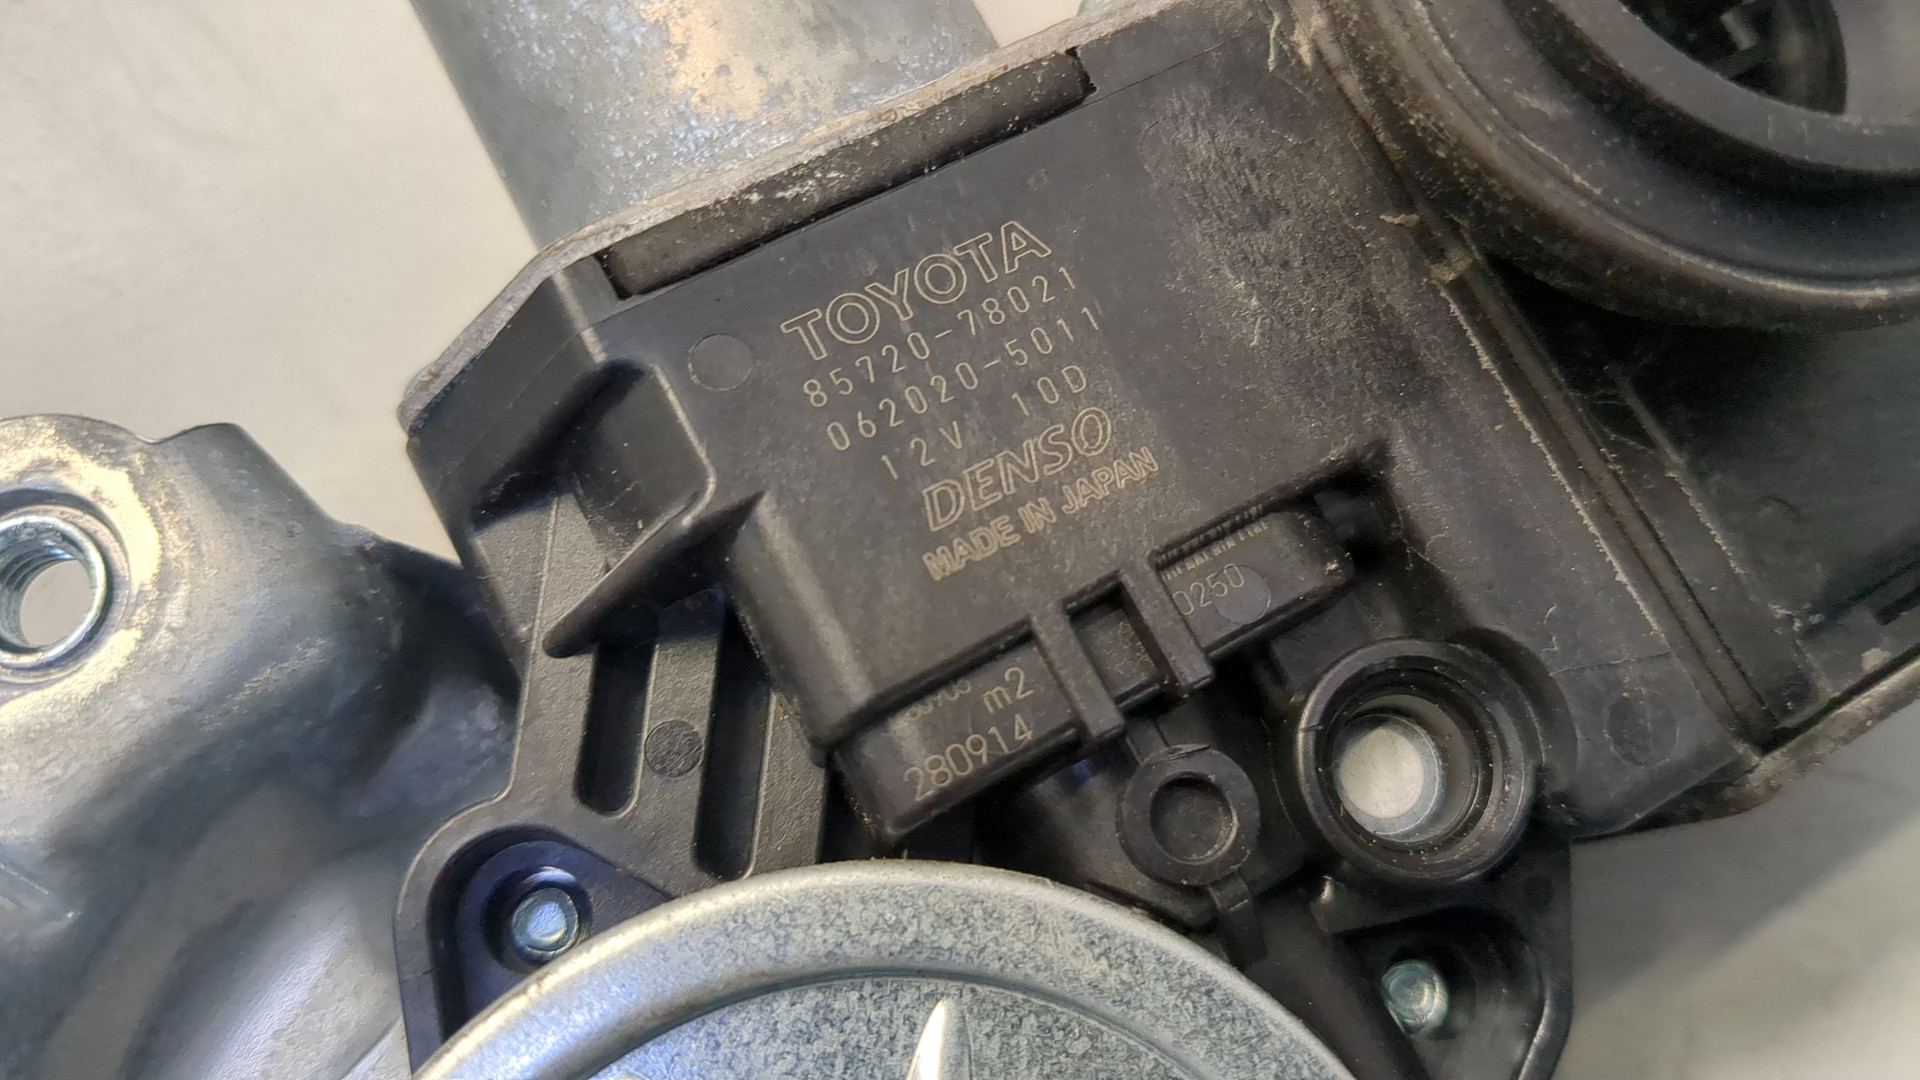 TOYOTA
85720-78021
062020-5011
12V 10D
DENSO
MADE IN JAPAN
0250
m2
280914